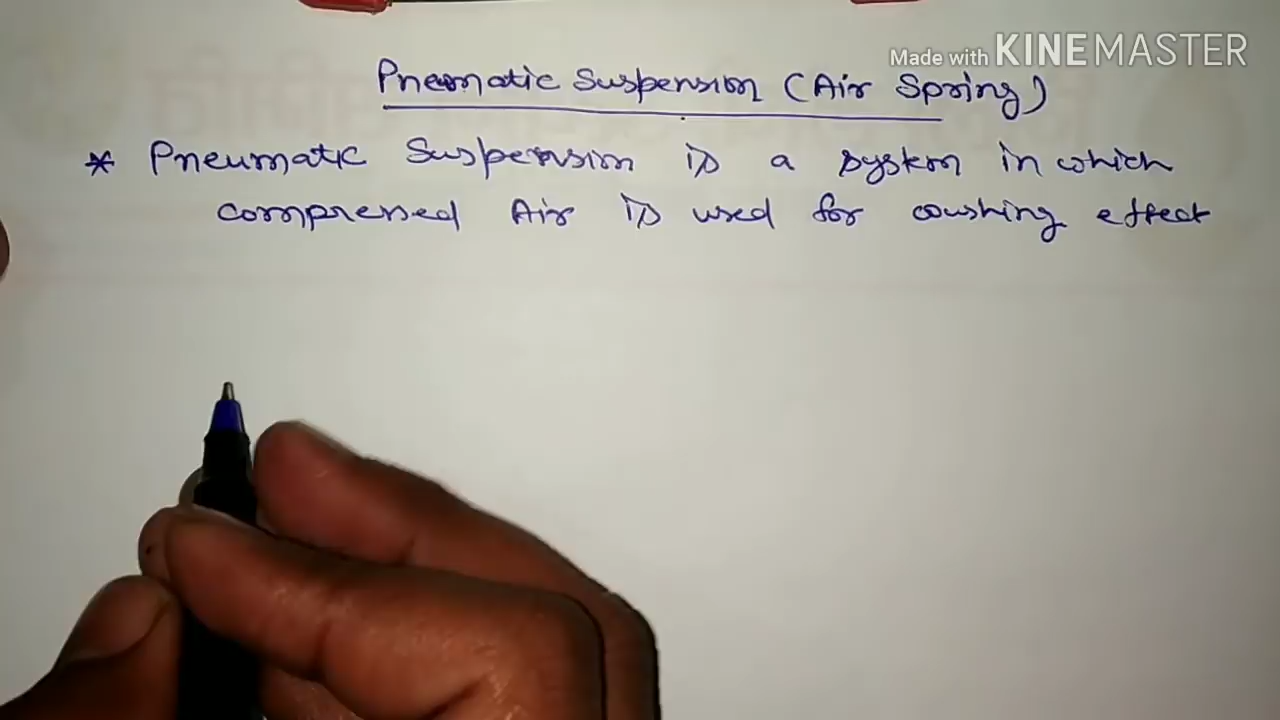 Made with KINEMASTER
Pneumatic Suspension (Air Spring)
* Pneumatic Suspension is a system in which
compressed Air is used for coushing effect